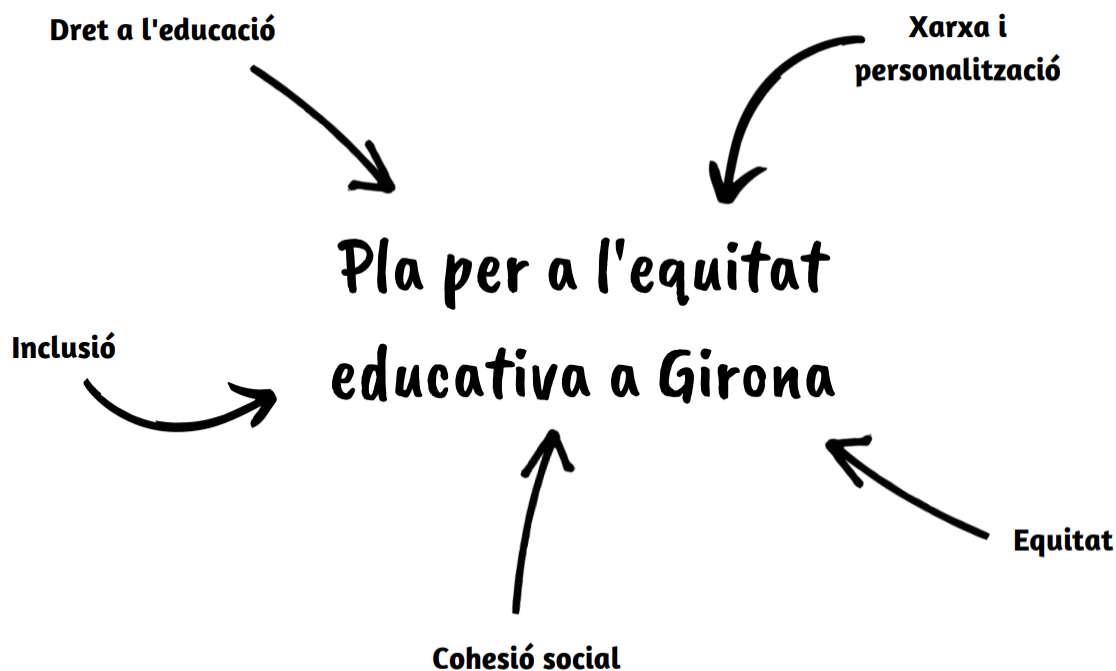 Dret a l'educació
Xarxa i
personalització
Pla per a l'equitat
educativa a Girona
Inclusió
Equitat
Cohesió social